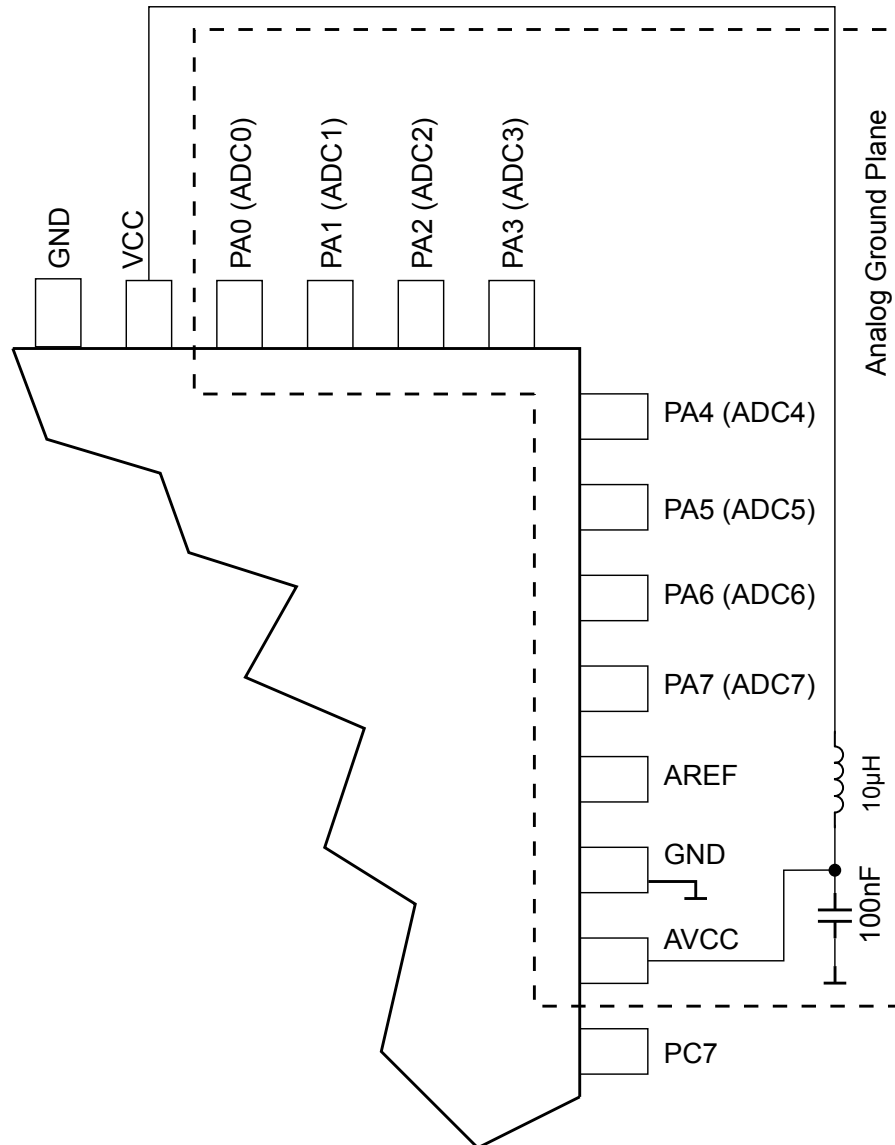 GND
VCC
PA0 (ADC0)
PA1 (ADC1)
PA2 (ADC2)
PA3 (ADC3)
Analog Ground Plane
PA4 (ADC4)
PA5 (ADC5)
PA6 (ADC6)
PA7 (ADC7)
AREF
10µH
GND
AVCC
100nF
PC7